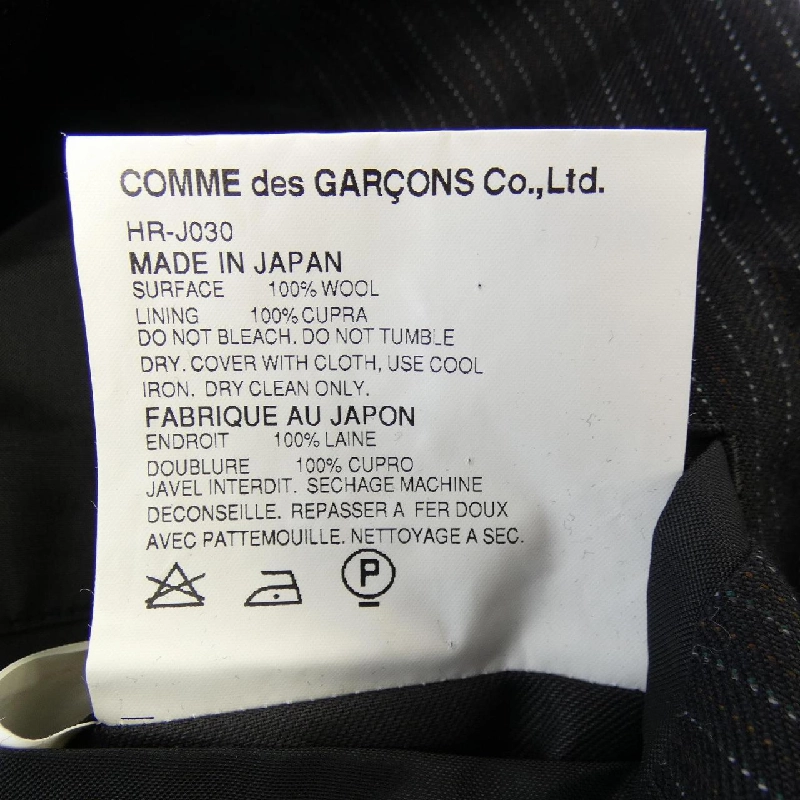 COMME des GARÇONS Co.,Ltd.
HR-J030
MADE IN JAPAN
SURFACE 100% WOOL
LINING 100% CUPRA
DO NOT BLEACH. DO NOT TUMBLE
DRY. COVER WITH CLOTH, USE COOL
IRON. DRY CLEAN ONLY.
FABRIQUE AU JAPON
ENDROIT 100% LAINE
DOUBLURE 100% CUPRO
JAVEL INTERDIT. SECHAGE MACHINE
DECONSEILLE. REPASSER A FER DOUX
AVEC PATTEMOUILLE. NETTOYAGE A SEC.
P